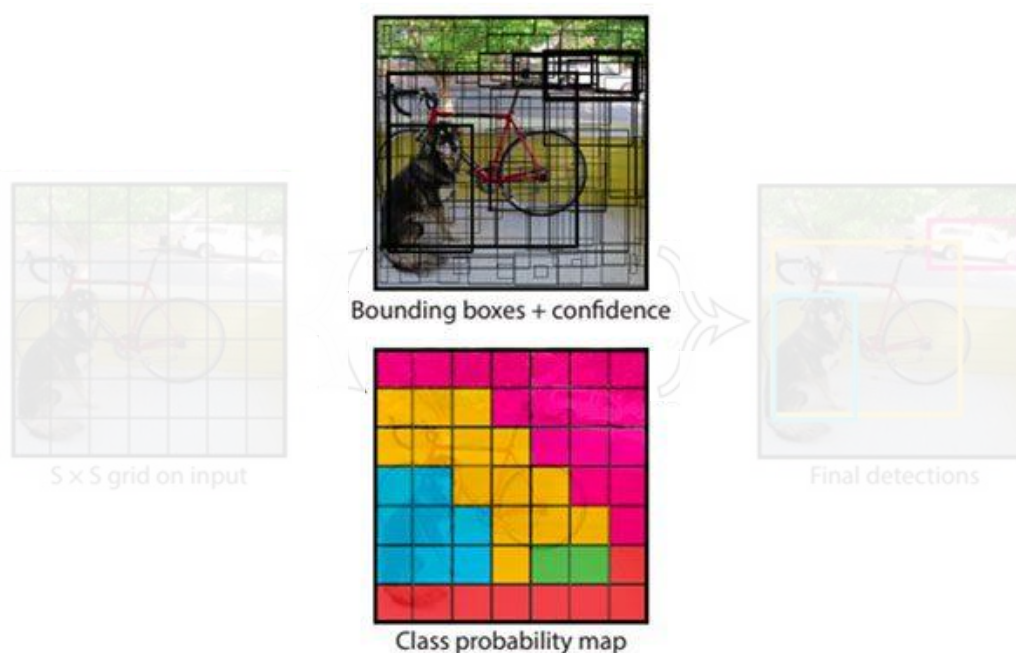 Bounding boxes + confidence
S × S grid on input
Final detections
Class probability map